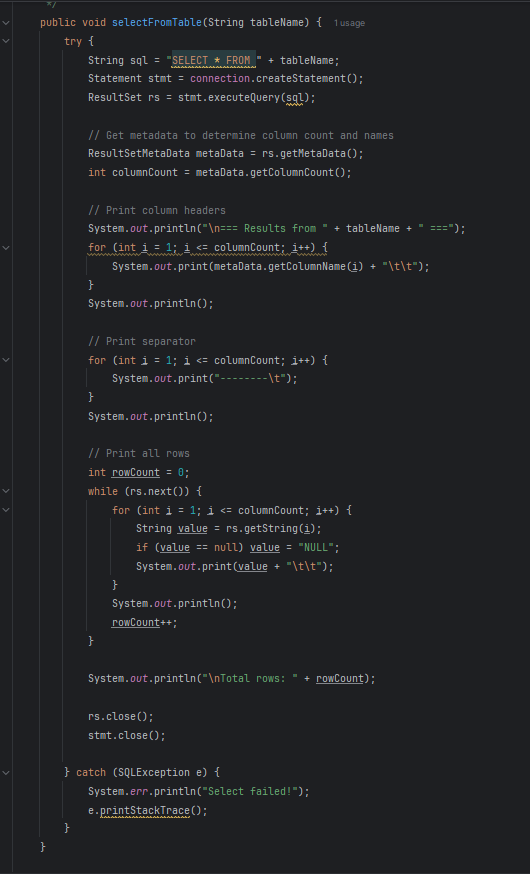 */
public void selectFromTable(String tableName) {  1 usage
    try {
        String sql = "SELECT * FROM " + tableName;
        Statement stmt = connection.createStatement();
        ResultSet rs = stmt.executeQuery(sql);

        // Get metadata to determine column count and names
        ResultSetMetaData metaData = rs.getMetaData();
        int columnCount = metaData.getColumnCount();

        // Print column headers
        System.out.println("\n=== Results from " + tableName + " ===");
        for (int i = 1; i <= columnCount; i++) {
            System.out.print(metaData.getColumnName(i) + "\t\t");
        }
        System.out.println();

        // Print separator
        for (int i = 1; i <= columnCount; i++) {
            System.out.print("--------\t");
        }
        System.out.println();

        // Print all rows
        int rowCount = 0;
        while (rs.next()) {
            for (int i = 1; i <= columnCount; i++) {
                String value = rs.getString(i);
                if (value == null) value = "NULL";
                System.out.print(value + "\t\t");
            }
            System.out.println();
            rowCount++;
        }

        System.out.println("\nTotal rows: " + rowCount);

        rs.close();
        stmt.close();

    } catch (SQLException e) {
        System.err.println("Select failed!");
        e.printStackTrace();
    }
}